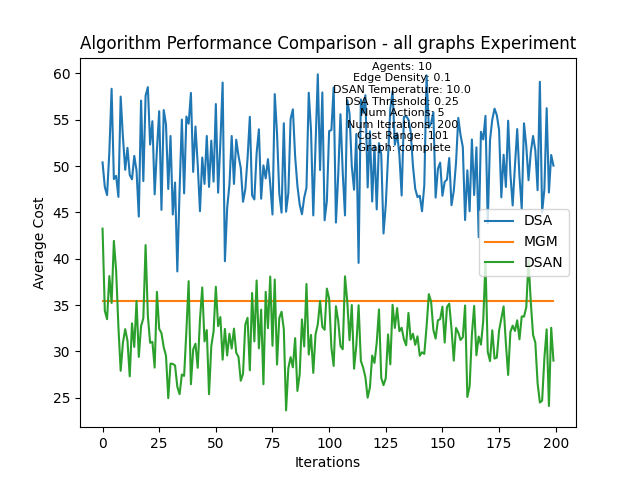 Algorithm Performance Comparison - all graphs Experiment
Agents: 10
Edge Density: 0.1
DSAN Temperature: 10.0
DSA Threshold: 0.25
Num Actions: 5
Num Iterations: 200
Cost Range: 101
Graph: complete
60
55
50
45
40
35
30
25
Average Cost
DSA
MGM
DSAN
0
25
50
75
100
125
150
175
200
Iterations